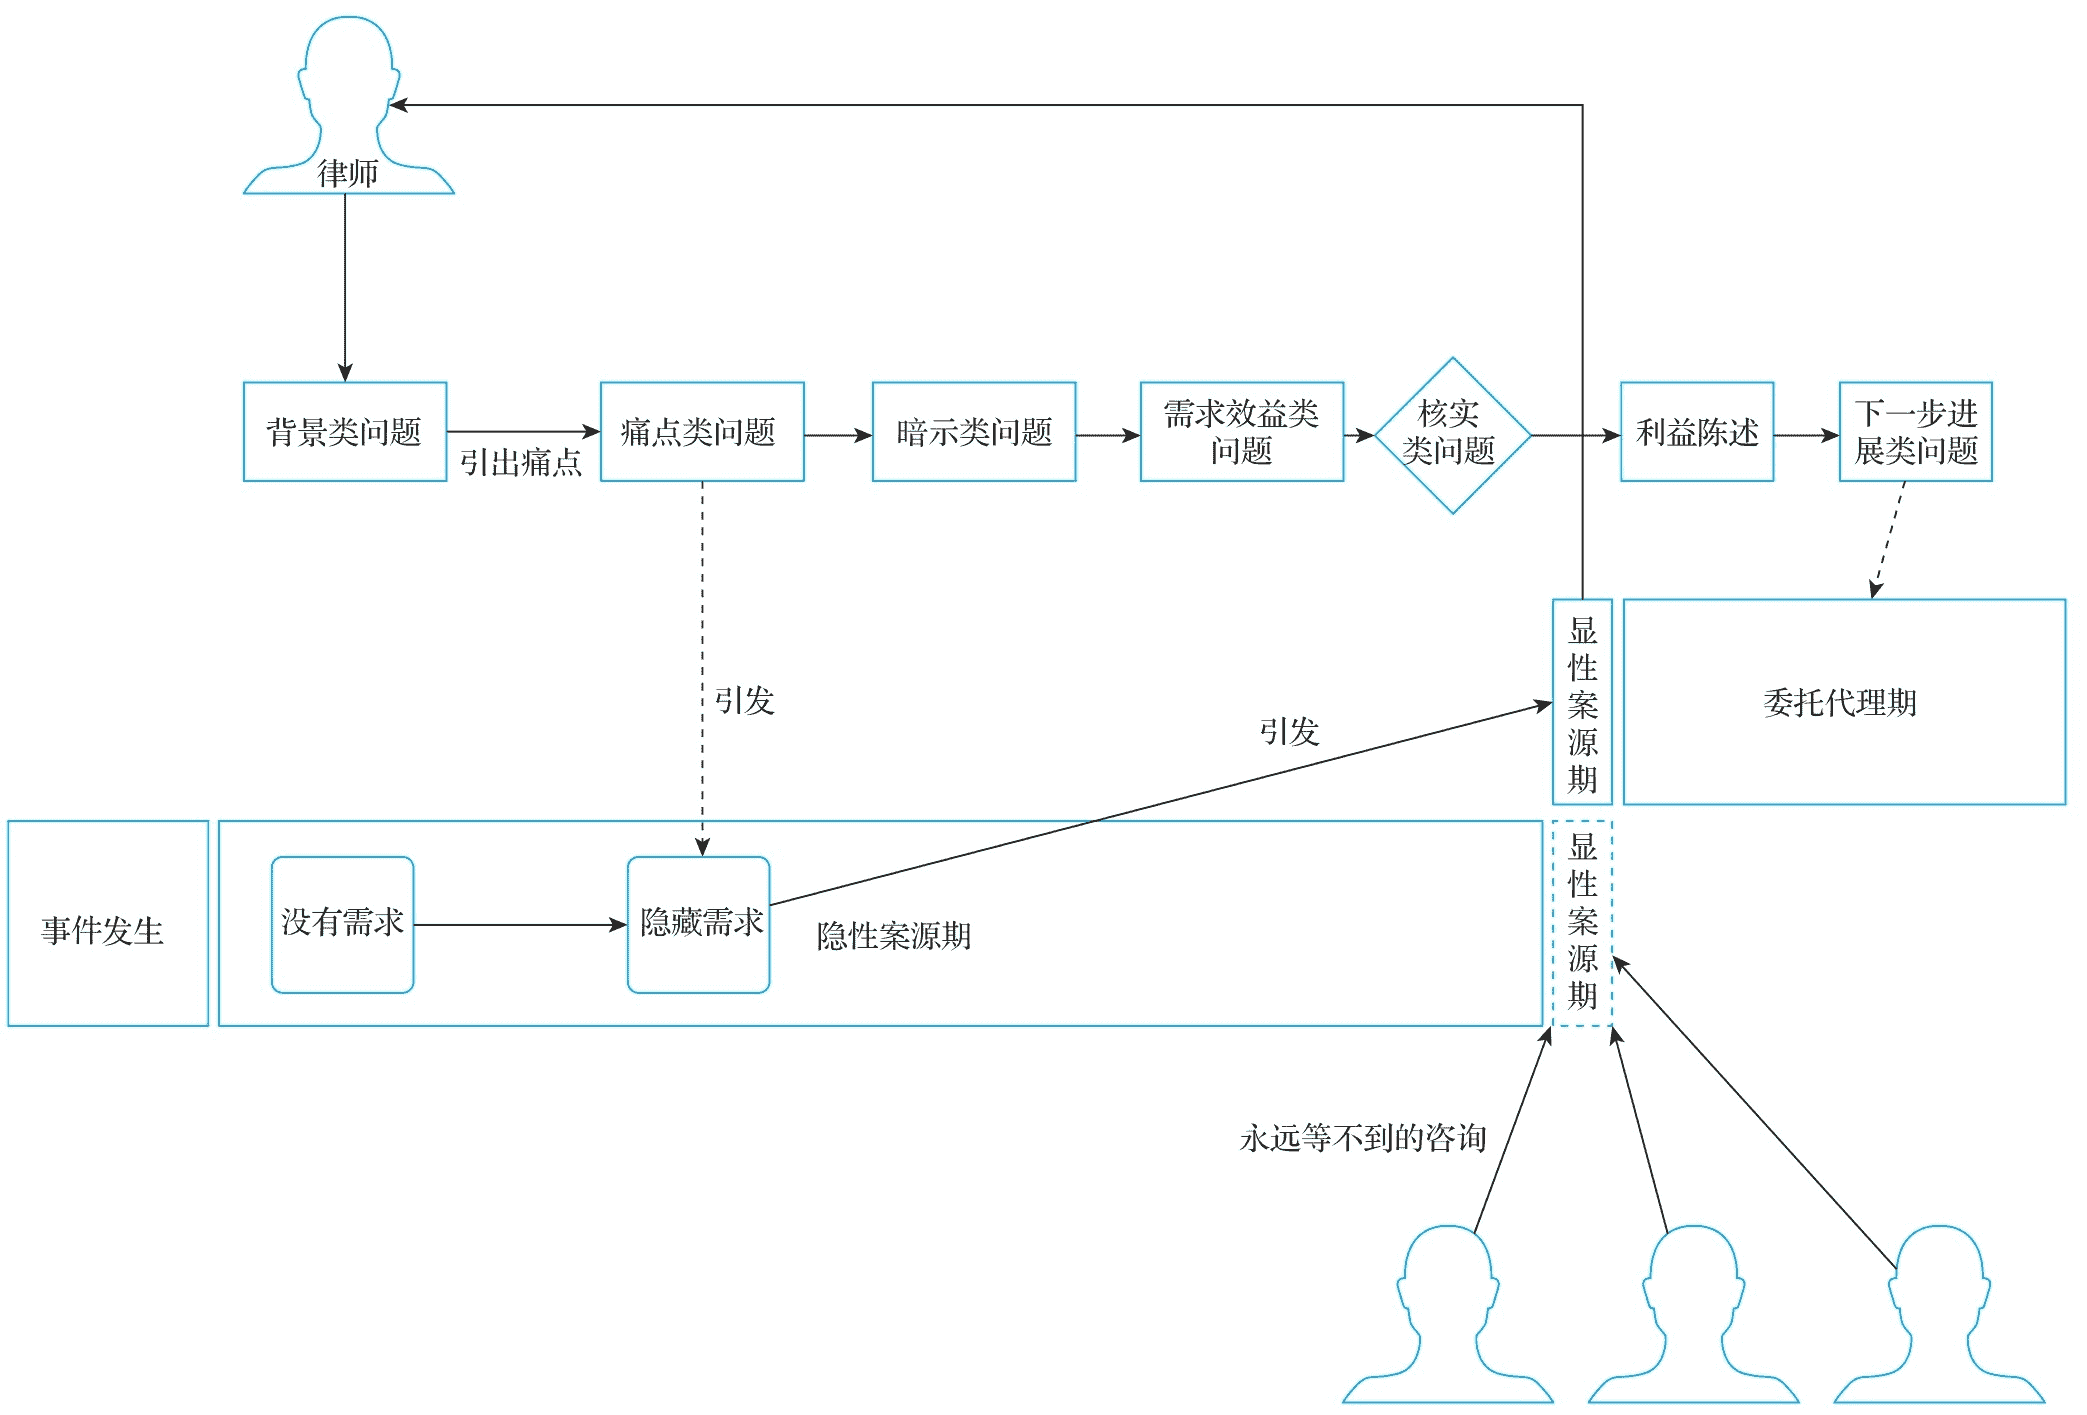 律师
背景类问题
引出痛点
痛点类问题
暗示类问题
需求效益类
问题
核实
类问题
利益陈述
下一步进
展类问题
引发
引发
显性案源期
委托代理期
事件发生
没有需求
隐藏需求
隐性案源期
显性案源期
永远等不到的咨询